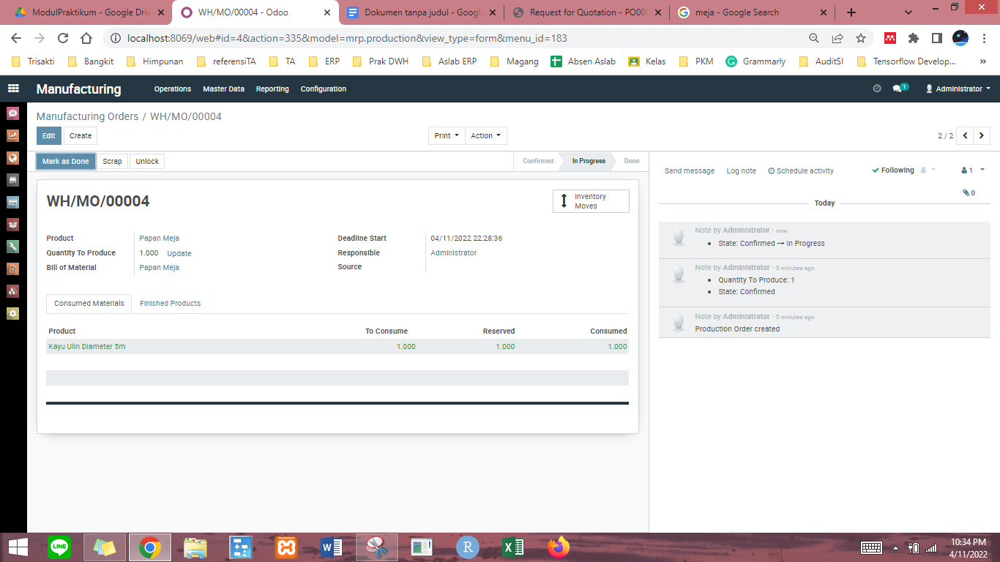 ModulPraktikum - Google Driv
WH/MO/00004 - Odoo
Dokumen tanpa judul - Google
Request for Quotation - PO000
meja - Google Search
localhost:8069/web#id=4&action=335&model=mrp.production&view_type=form&menu_id=183
Trisakti Bangkit Himpunan referensiTA TA ERP Prak DWH Aslab ERP Magang Absen Aslab Kelas PKM Grammarly AuditSI Tensorflow Develop... »
Manufacturing Operations Master Data Reporting Configuration 1 Administrator
Manufacturing Orders / WH/MO/00004
Edit Create Print Action 2 / 2
Mark as Done Scrap Unlock Confirmed In Progress Done
WH/MO/00004
Inventory
Moves
Product Papan Meja
Quantity To Produce 1.000 Update
Bill of Material Papan Meja
Deadline Start 04/11/2022 22:28:36
Responsible Administrator
Source
Consumed Materials Finished Products
Product To Consume Reserved Consumed
Kayu Ulin Diameter 5m 1.000 1.000 1.000
Send message Log note Schedule activity Following 1
0
Today
Note by Administrator - now
• State: Confirmed → In Progress
Note by Administrator - 3 minutes ago
• Quantity To Produce: 1
• State: Confirmed
Note by Administrator - 3 minutes ago
Production Order created
LINE
R
10:34 PM
4/11/2022